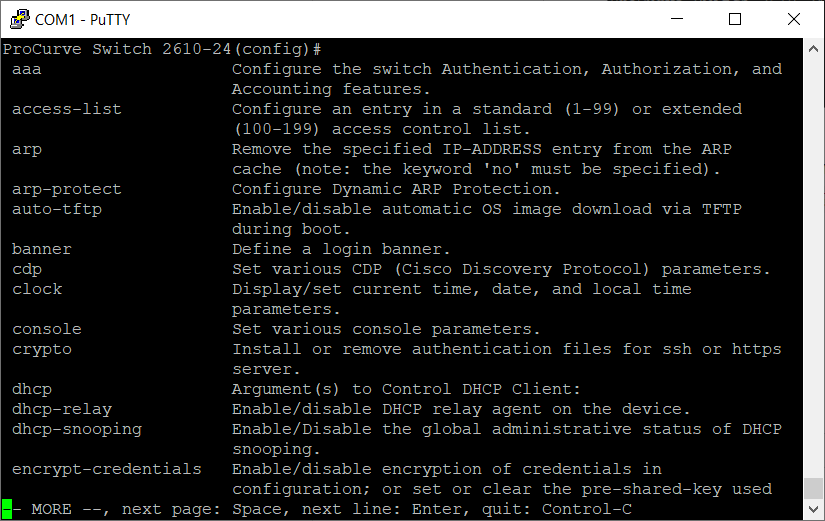 COM1 - PuTTY
ProCurve Switch 2610-24(config)#
aaa Configure the switch Authentication, Authorization, and
Accounting features.
access-list Configure an entry in a standard (1-99) or extended
(100-199) access control list.
arp Remove the specified IP-ADDRESS entry from the ARP
cache (note: the keyword 'no' must be specified).
arp-protect Configure Dynamic ARP Protection.
auto-tftp Enable/disable automatic OS image download via TFTP
during boot.
banner Define a login banner.
cdp Set various CDP (Cisco Discovery Protocol) parameters.
clock Display/set current time, date, and local time
parameters.
console Set various console parameters.
crypto Install or remove authentication files for ssh or https
server.
dhcp Argument(s) to Control DHCP Client:
dhcp-relay Enable/disable DHCP relay agent on the device.
dhcp-snooping Enable/Disable the global administrative status of DHCP
snooping.
encrypt-credentials Enable/disable encryption of credentials in
configuration; or set or clear the pre-shared-key used
-- MORE --, next page: Space, next line: Enter, quit: Control-C